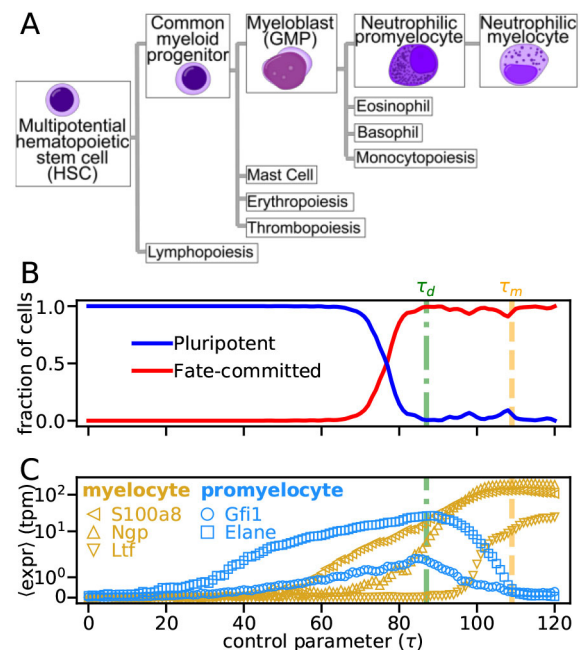 A
Multipotential
hematopoietic
stem cell
(HSC)
Common
myeloid
progenitor
Myeloblast
(GMP)
Neutrophilic
promyelocyte
Neutrophilic
myelocyte
Eosinophil
Basophil
Monocytopoiesis
Mast Cell
Erythropoiesis
Thrombopoiesis
Lymphopoiesis
B
τd
τm
fraction of cells
1.0
0.5
0.0
Pluripotent
Fate-committed
C
⟨expr⟩ (tpm)
10²
10¹
10⁰
0
myelocyte
S100a8
Ngp
Ltf
promyelocyte
Gfi1
Elane
0 20 40 60 80 100 120
control parameter (τ)